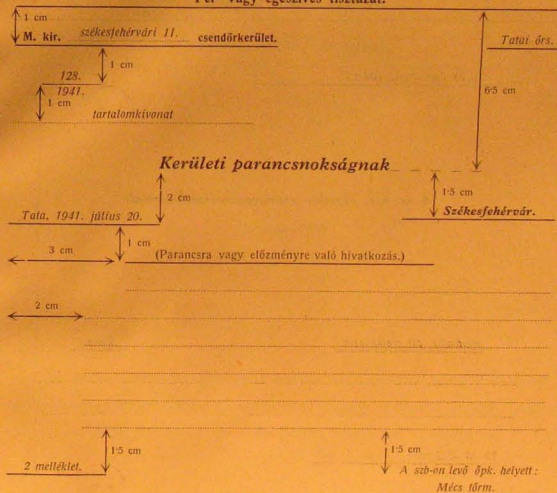 Fél- vagy egészíves tisztázat.
1 cm
M. kir. székesfehérvári II. csendőrkerület.
Tatai őrs.
1 cm
6·5 cm
128.
1941.
1 cm
tartalomkivonat
Kerületi parancsnokságnak
2 cm
1·5 cm
Tata, 1941. július 20.
Székesfehérvár.
1 cm
3 cm
(Parancsra vagy előzményre való hivatkozás.)
2 cm
1·5 cm
1·5 cm
2 melléklet.
A szb-on levő őpk. helyett:
Mécs törm.